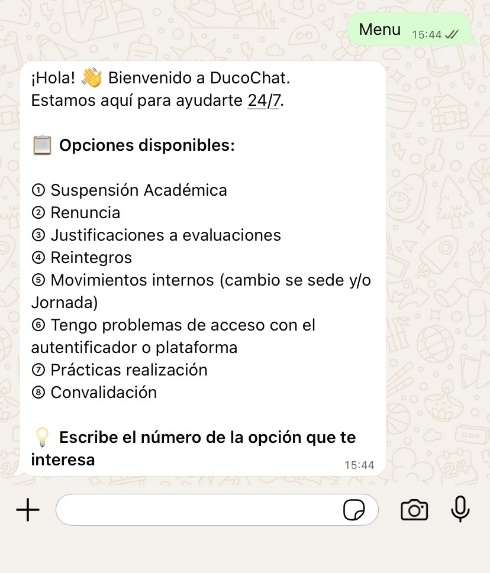 Menu 15:44
¡Hola! 👋 Bienvenido a DucoChat.
Estamos aquí para ayudarte 24/7.
📋 Opciones disponibles:
① Suspensión Académica
② Renuncia
③ Justificaciones a evaluaciones
④ Reintegros
⑤ Movimientos internos (cambio se sede y/o
Jornada)
⑥ Tengo problemas de acceso con el
autentificador o plataforma
⑦ Prácticas realización
⑧ Convalidación
💡 Escribe el número de la opción que te
interesa
15:44